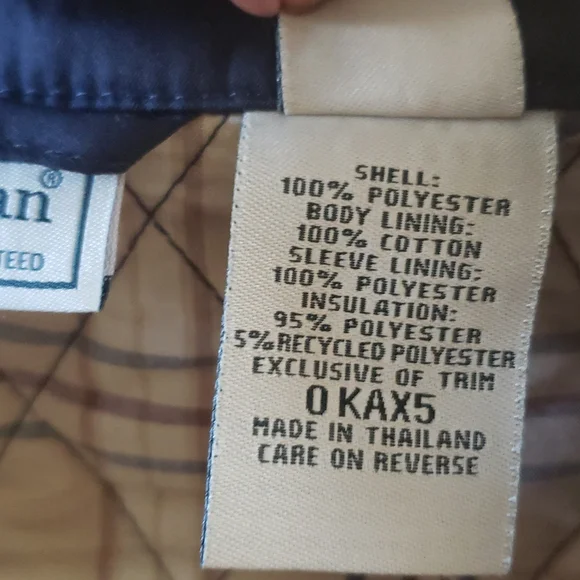 an®
TEED
SHELL:
100% POLYESTER
BODY LINING:
100% COTTON
SLEEVE LINING:
100% POLYESTER
INSULATION:
95% POLYESTER
5%RECYCLED POLYESTER
EXCLUSIVE OF TRIM
0 KAX5
MADE IN THAILAND
CARE ON REVERSE